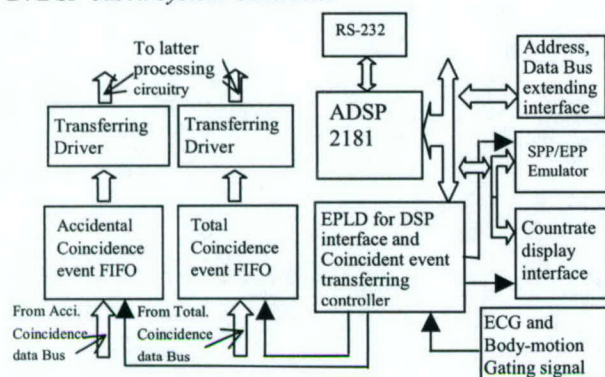 To latter
processing
circuitry
RS-232
Address,
Data Bus
extending
interface
Transferring
Driver
Transferring
Driver
ADSP
2181
SPP/EPP
Emulator
Accidental
Coincidence
event FIFO
Total
Coincidence
event FIFO
EPLD for DSP
interface and
Coincident event
transferring
controller
Countrate
display
interface
From Acci.
Coincidence
data Bus
From Total.
Coincidence
data Bus
ECG and
Body-motion
Gating signal